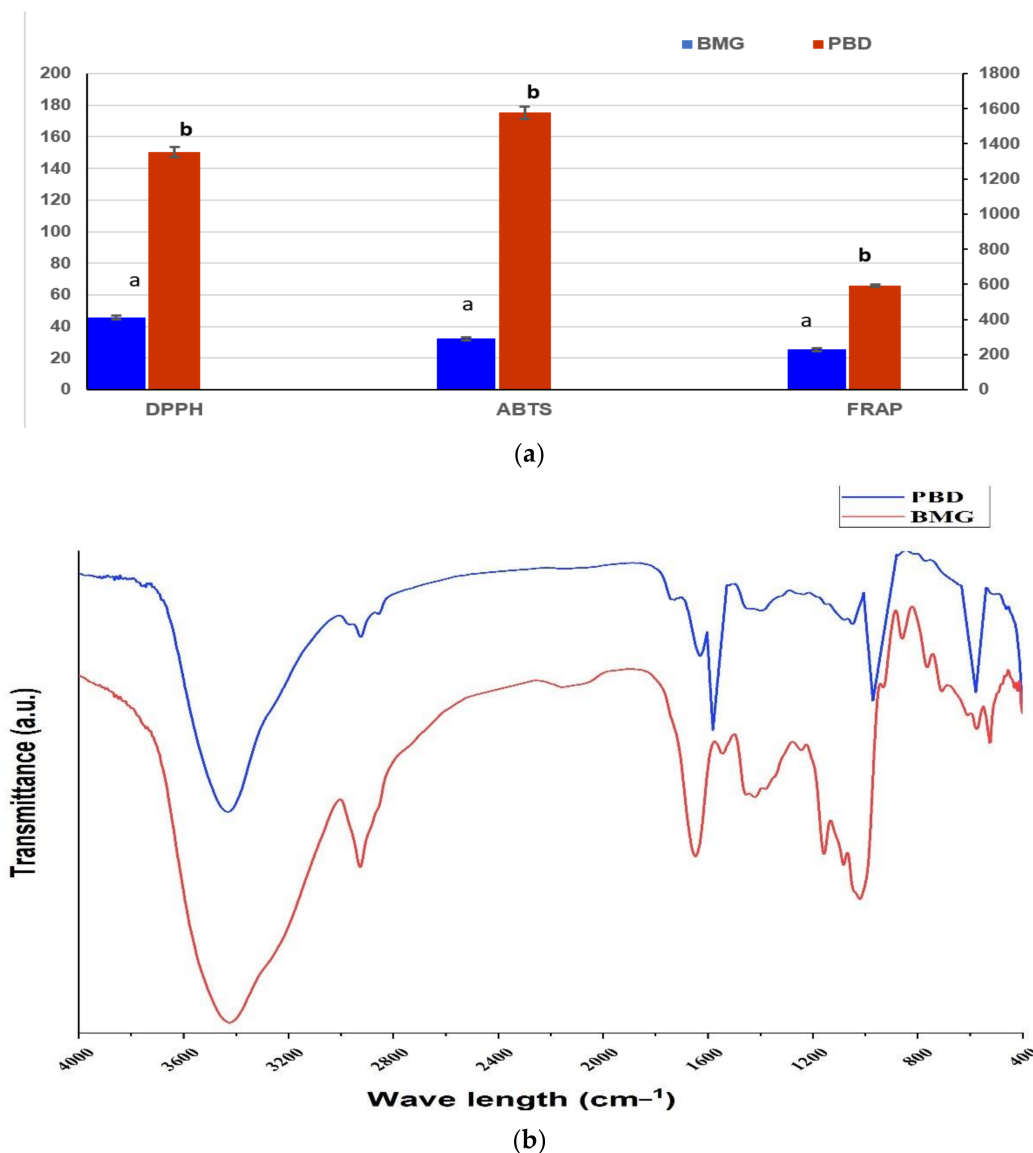 BMG PBD
200 1800
180 1600
160 1400
140 1200
120 1000
100 800
80 600
60 400
40 200
20 0
0
a b a b a b
DPPH ABTS FRAP
(a)
PBD
BMG
Transmittance (a.u.)
4000 3600 3200 2800 2400 2000 1600 1200 800 400
Wave length (cm–1)
(b)